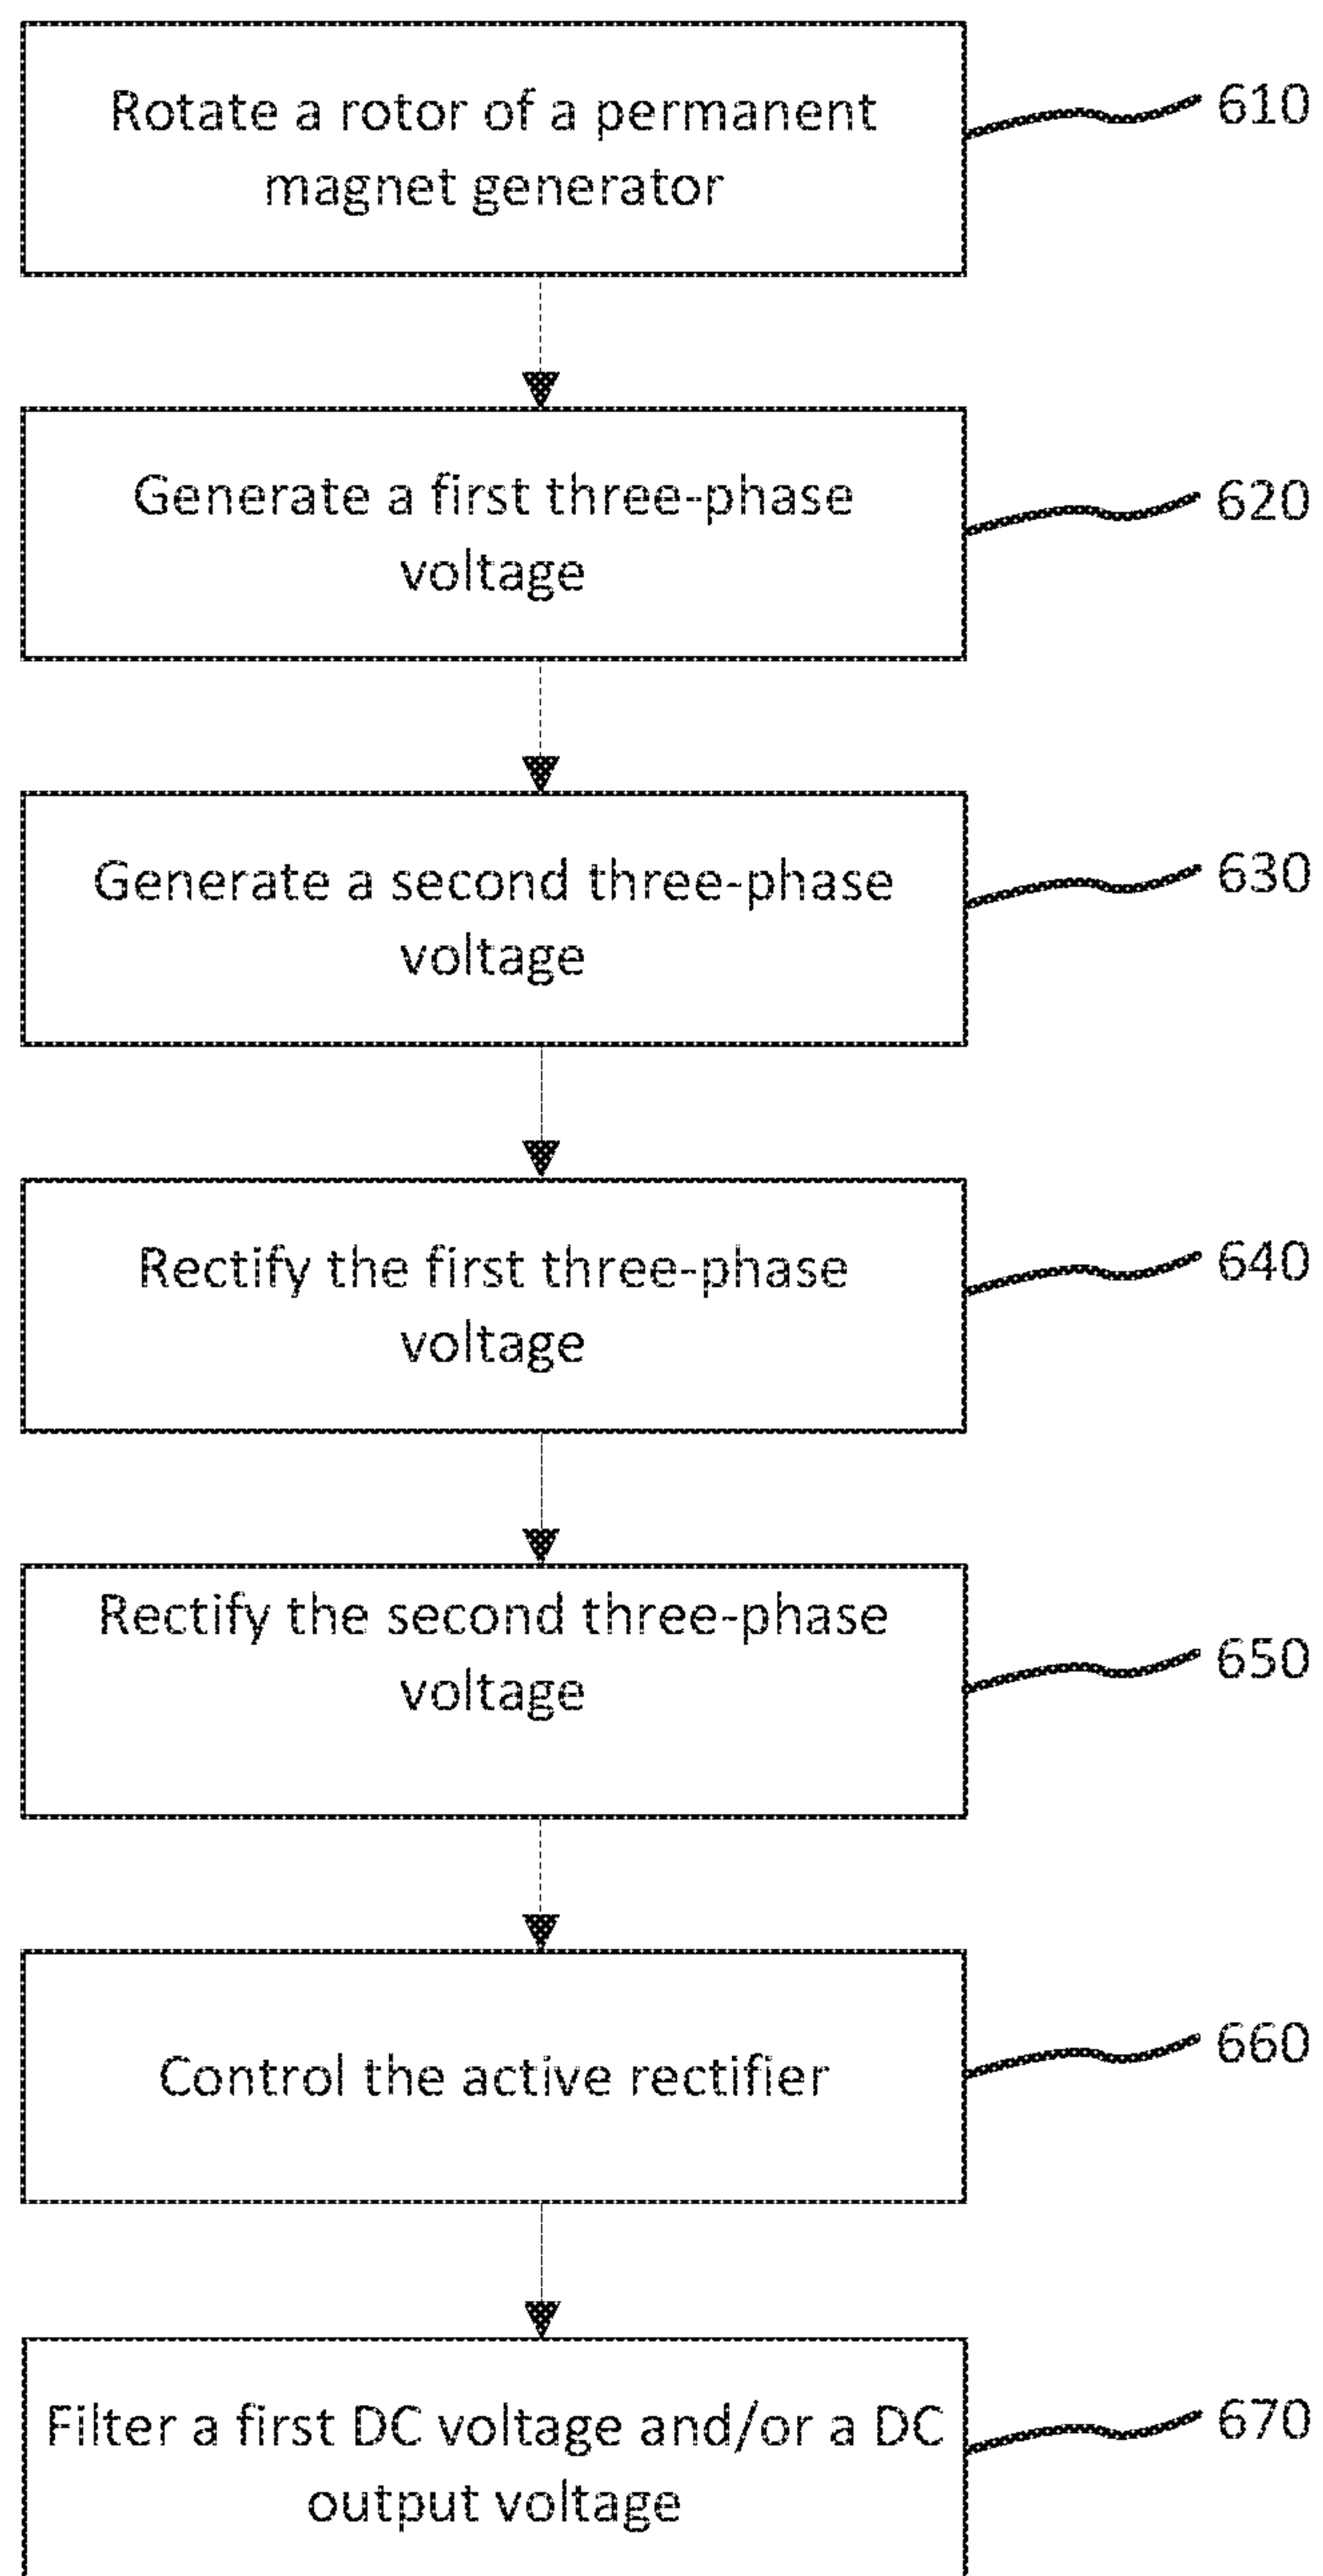 Rotate a rotor of a permanent
magnet generator
610
Generate a first three-phase
voltage
620
Generate a second three-phase
voltage
630
Rectify the first three-phase
voltage
640
Rectify the second three-phase
voltage
650
Control the active rectifier
660
Filter a first DC voltage and/or a DC
output voltage
670